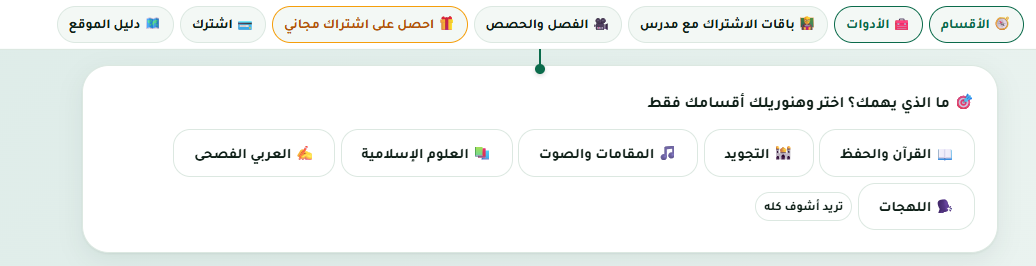 الأقسام
الأدوات
باقات الاشتراك مع مدرس
الفصل والحصص
احصل على اشتراك مجاني
اشترك
دليل الموقع
ما الذي يهمك؟ اختر وهنوريلك أقسامك فقط
القرآن والحفظ
التجويد
المقامات والصوت
العلوم الإسلامية
العربي الفصحى
اللهجات
تريد أشوف كله